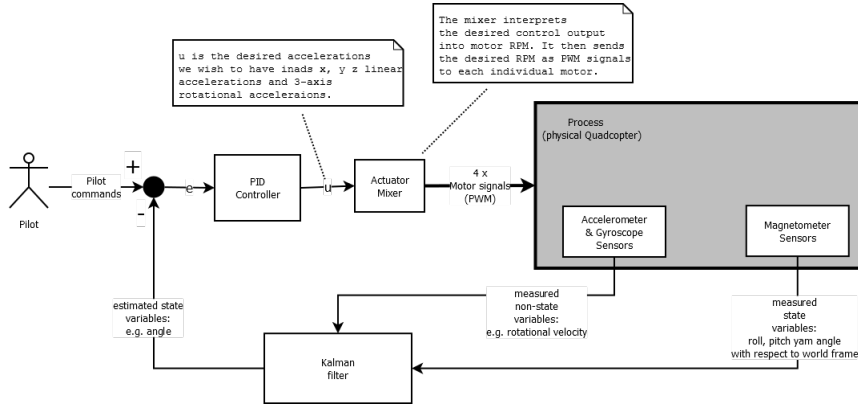 The mixer interprets
the desired control output
into motor RPM. It then sends
the desired RPM as PWM signals
to each individual motor.
u is the desired accelerations
we wish to have inads x, y z linear
accelerations and 3-axis
rotational acceleraions.
Process
(physical Quadcopter)
Pilot
Pilot
commands
+
-
e
PID
Controller
u
Actuator
Mixer
4 x
Motor signals
(PWM)
Accelerometer
& Gyroscope
Sensors
Magnetometer
Sensors
estimated state
variables:
e.g. angle
measured
non-state
variables:
e.g. rotational velocity
measured
state
variables:
roll, pitch yam angle
with respect to world frame
Kalman
filter